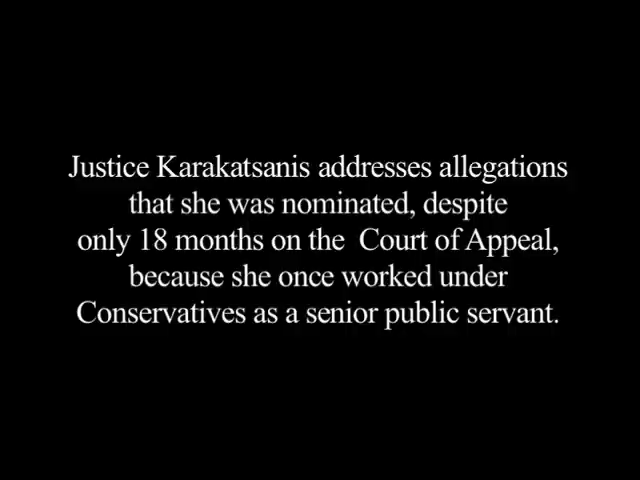 Justice Karakatsanis addresses allegations
that she was nominated, despite
only 18 months on the  Court of Appeal,
because she once worked under
Conservatives as a senior public servant.